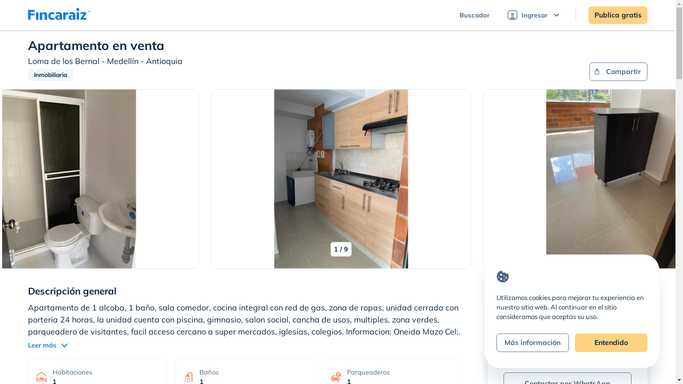 Fincaraiz
Buscador
Ingresar
Publica gratis
Apartamento en venta
Loma de los Bernal - Medellín - Antioquia
Inmobiliaria
Compartir
1 / 9
Descripción general
Apartamento de 1 alcoba, 1 baño, sala comedor, cocina integral con red de gas, zona de ropas, unidad cerrada con
porteria 24 horas, la unidad cuenta con piscina, gimnasio, salon social, cancha de usos, multiples, zona verdes,
parqueadero de visitantes, facil acceso cercano a super mercados, iglesias, colegios. Informacion: Oneida Mazo Cel:.
Leer más
Habitaciones
1
Baños
1
Parqueaderos
1
Utilizamos cookies para mejorar tu experiencia en
nuestro sitio web. Al continuar en el sitio
consideramos que aceptas su uso.
Más información
Entendido
Contactar por WhatsApp